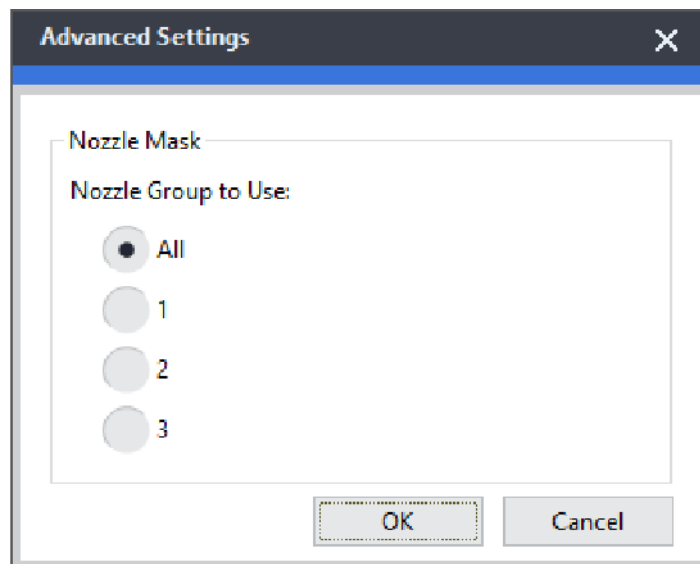 Advanced Settings
Nozzle Mask
Nozzle Group to Use:
All
1
2
3
OK Cancel